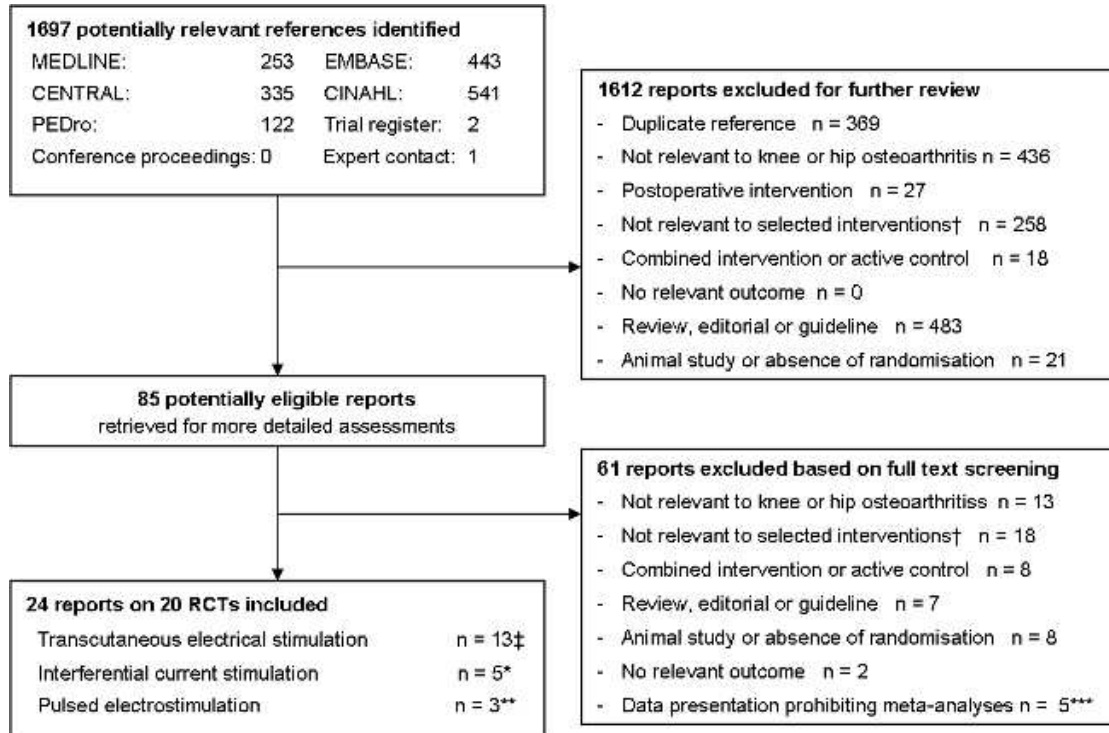 1697 potentially relevant references identified
MEDLINE: 253 EMBASE: 443
CENTRAL: 335 CINAHL: 541
PEDro: 122 Trial register: 2
Conference proceedings: 0 Expert contact: 1
1612 reports excluded for further review
- Duplicate reference n = 369
- Not relevant to knee or hip osteoarthritis n = 436
- Postoperative intervention n = 27
- Not relevant to selected interventions† n = 258
- Combined intervention or active control n = 18
- No relevant outcome n = 0
- Review, editorial or guideline n = 483
- Animal study or absence of randomisation n = 21
85 potentially eligible reports
retrieved for more detailed assessments
61 reports excluded based on full text screening
- Not relevant to knee or hip osteoarthritiss n = 13
- Not relevant to selected interventions† n = 18
- Combined intervention or active control n = 8
- Review, editorial or guideline n = 7
- Animal study or absence of randomisation n = 8
- No relevant outcome n = 2
- Data presentation prohibiting meta-analyses n = 5***
24 reports on 20 RCTs included
Transcutaneous electrical stimulation n = 13‡
Interferential current stimulation n = 5*
Pulsed electrostimulation n = 3**